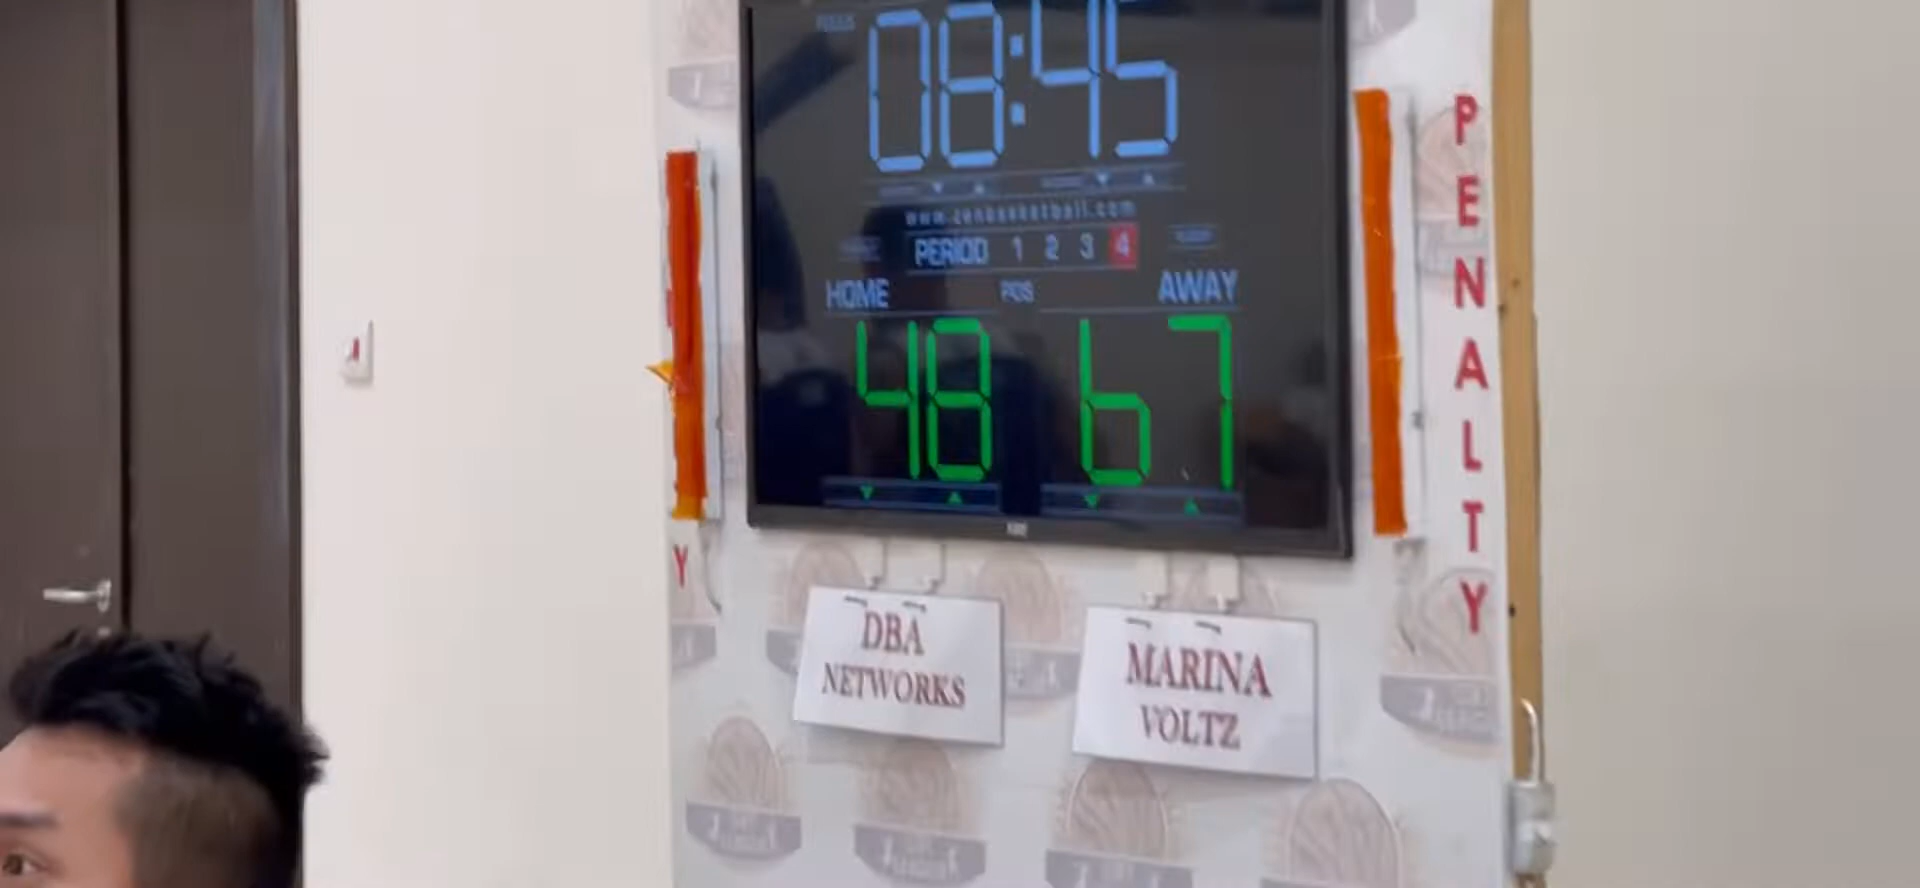 08:45
www.zenbasketball.com
PERIOD 1 2 3 4
HOME POS AWAY
48 67
PENALTY
Y
DBA
NETWORKS
MARINA
VOLTZ